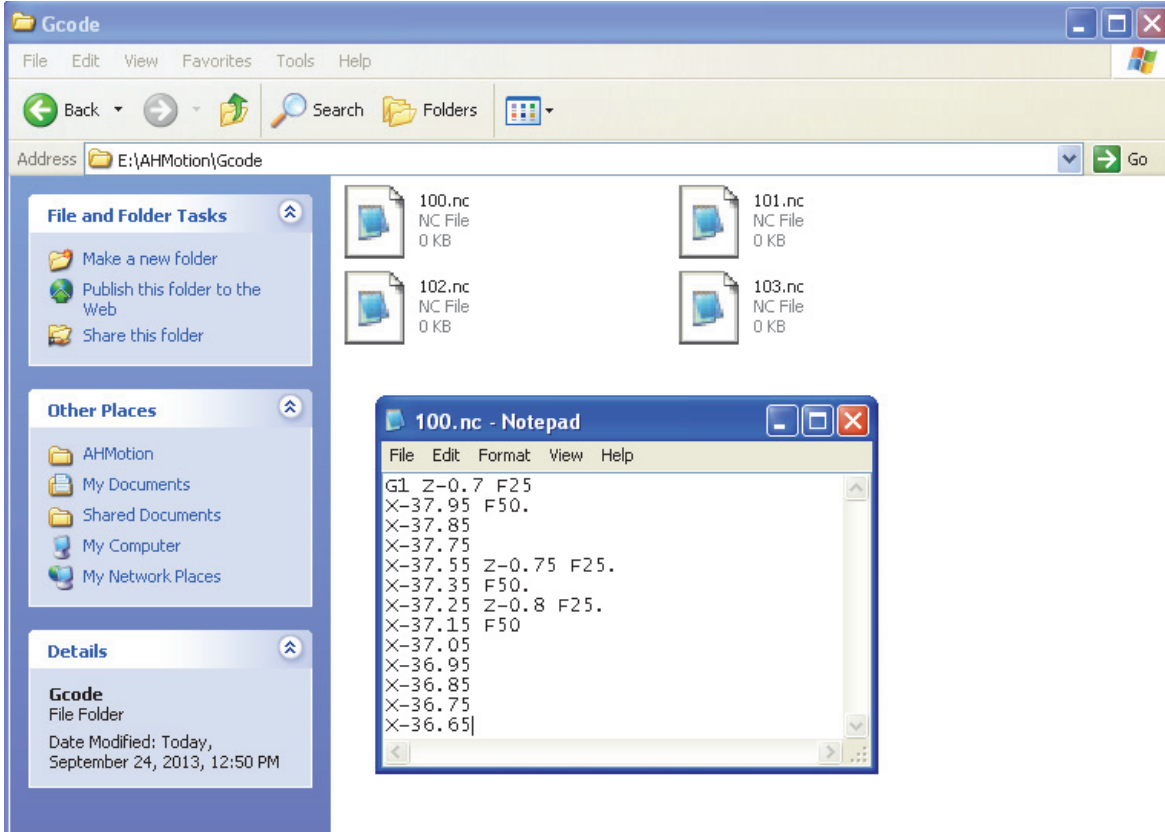 Gcode
File Edit View Favorites Tools Help
Back Search Folders
Address E:\AHMotion\Gcode Go
File and Folder Tasks
Make a new folder
Publish this folder to the
Web
Share this folder
Other Places
AHMotion
My Documents
Shared Documents
My Computer
My Network Places
Details
Gcode
File Folder
Date Modified: Today,
September 24, 2013, 12:50 PM
100.nc
NC File
0 KB
101.nc
NC File
0 KB
102.nc
NC File
0 KB
103.nc
NC File
0 KB
100.nc - Notepad
File Edit Format View Help
G1 Z-0.7 F25
X-37.95 F50.
X-37.85
X-37.75
X-37.55 Z-0.75 F25.
X-37.35 F50.
X-37.25 Z-0.8 F25.
X-37.15 F50
X-37.05
X-36.95
X-36.85
X-36.75
X-36.65